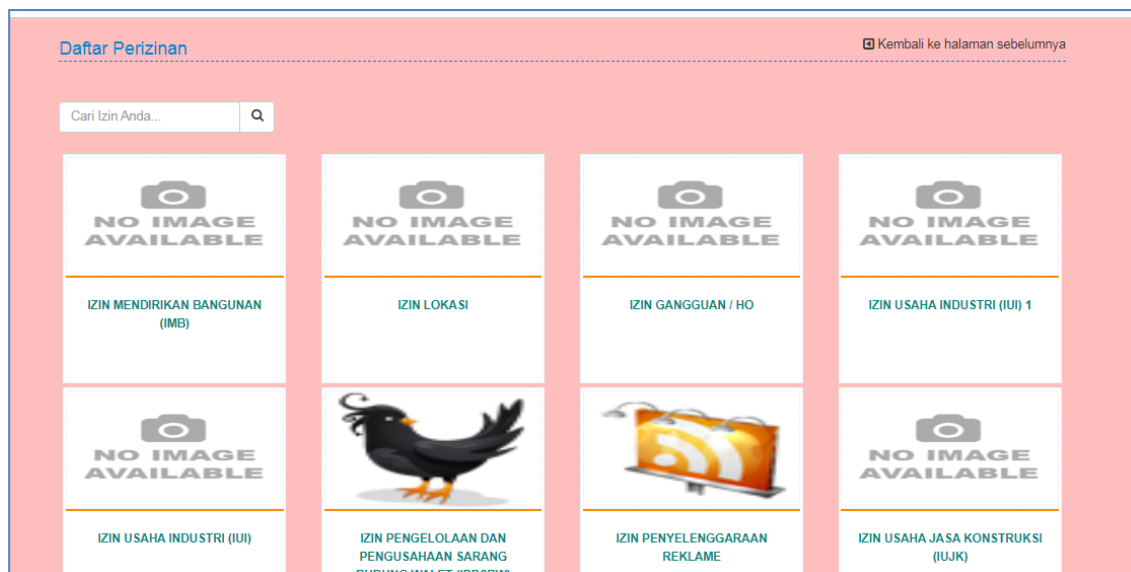 Daftar Perizinan
Kembali ke halaman sebelumnya
Cari Izin Anda...
NO IMAGE
AVAILABLE
NO IMAGE
AVAILABLE
NO IMAGE
AVAILABLE
NO IMAGE
AVAILABLE
IZIN MENDIRIKAN BANGUNAN
(IMB)
IZIN LOKASI
IZIN GANGGUAN / HO
IZIN USAHA INDUSTRI (IUI) 1
NO IMAGE
AVAILABLE
NO IMAGE
AVAILABLE
IZIN USAHA INDUSTRI (IUI)
IZIN PENGELOLAAN DAN
PENGUSAHAAN SARANG
IZIN PENYELENGGARAAN
REKLAME
IZIN USAHA JASA KONSTRUKSI
(IUJK)